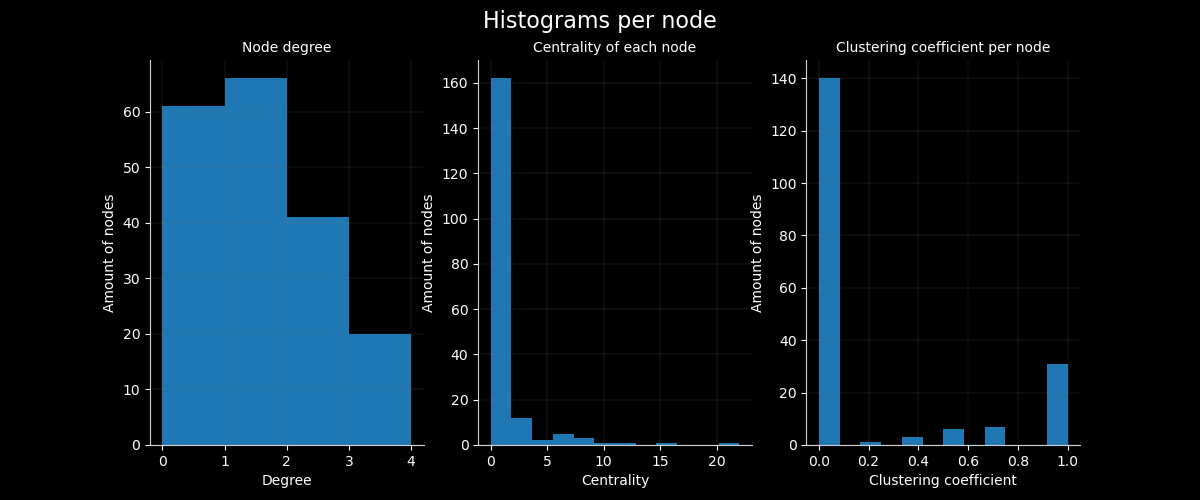 Histograms per node
Node degree
Centrality of each node
Clustering coefficient per node
Amount of nodes
60
50
40
30
20
10
0
0 1 2 3 4
Degree
Amount of nodes
160
140
120
100
80
60
40
20
0
0 5 10 15 20
Centrality
Amount of nodes
140
120
100
80
60
40
20
0
0.0 0.2 0.4 0.6 0.8 1.0
Clustering coefficient